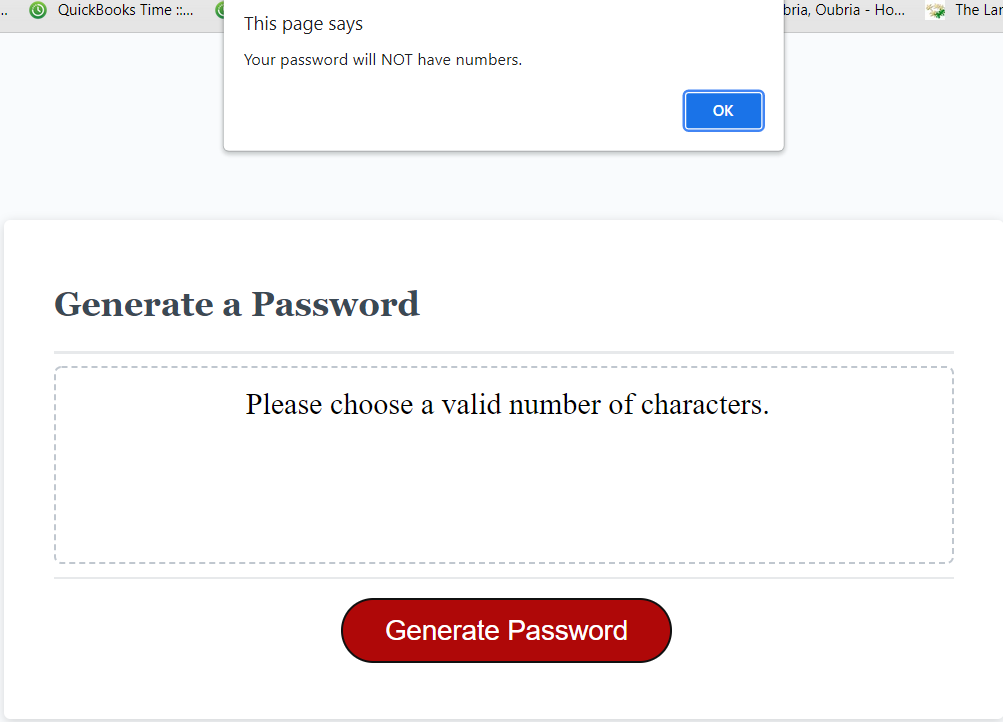 QuickBooks Time ::...
bria, Oubria - Ho...
The Lar
This page says
Your password will NOT have numbers.
OK
Generate a Password
Please choose a valid number of characters.
Generate Password